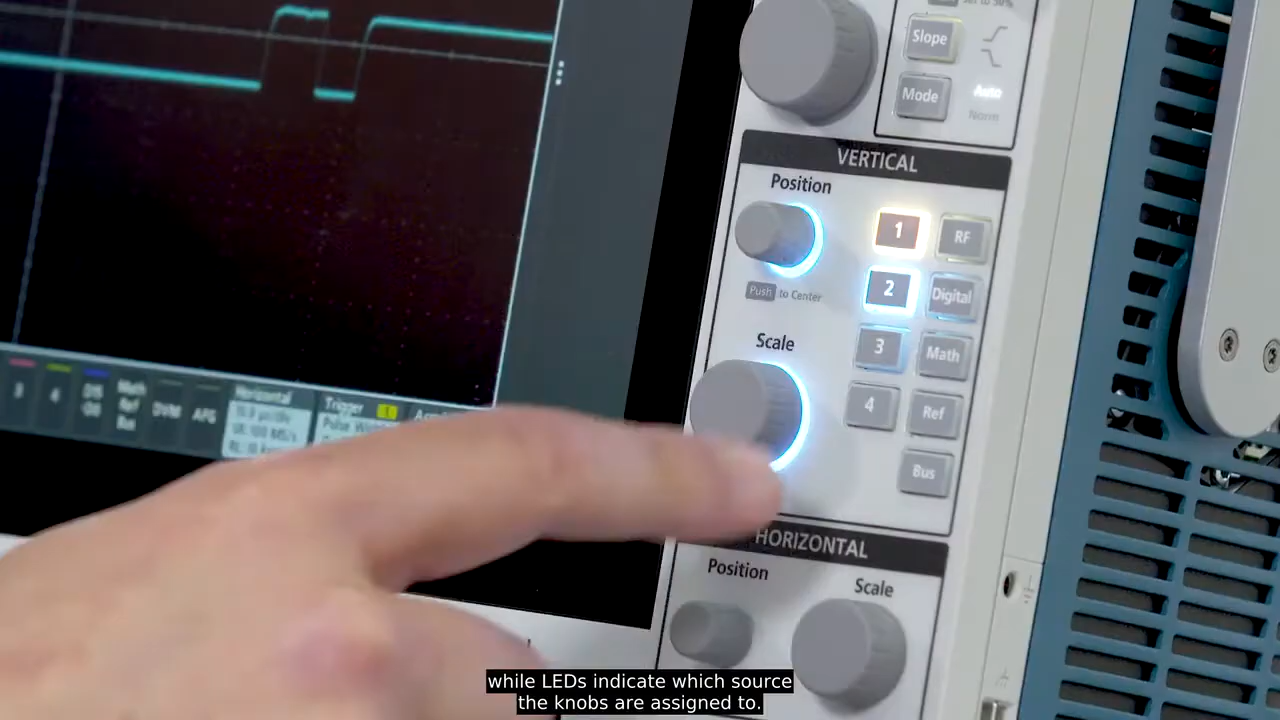 Slope
Mode
Auto
Norm
VERTICAL
Position
1
RF
Push to Center
2
Digital
Scale
3
Math
4
Ref
Bus
HORIZONTAL
Position
Scale
3
4
Math
Ref
Bus
DVM
AFG
Horizontal
Trigger
while LEDs indicate which source
the knobs are assigned to.